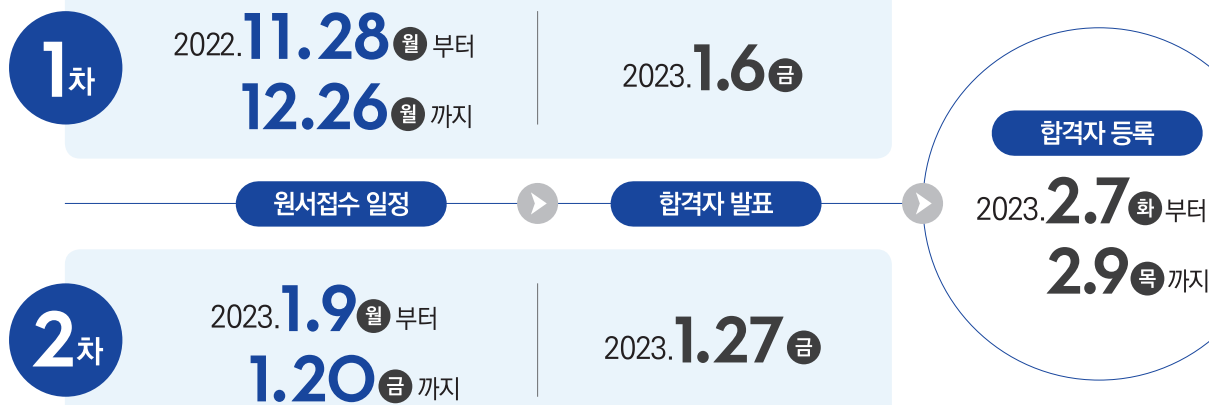 1차
2022.11.28 월 부터
12.26 월 까지
2023.1.6 금
원서접수 일정
합격자 발표
2차
2023.1.9 월 부터
1.20 금 까지
2023.1.27 금
합격자 등록
2023.2.7 화 부터
2.9 목 까지